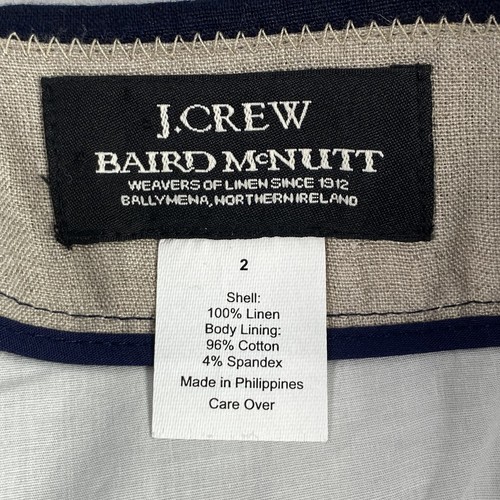 J.CREW
BAIRD McNUTT
WEAVERS OF LINEN SINCE 1912
BALLYMENA, NORTHERN IRELAND
2
Shell:
100% Linen
Body Lining:
96% Cotton
4% Spandex
Made in Philippines
Care Over